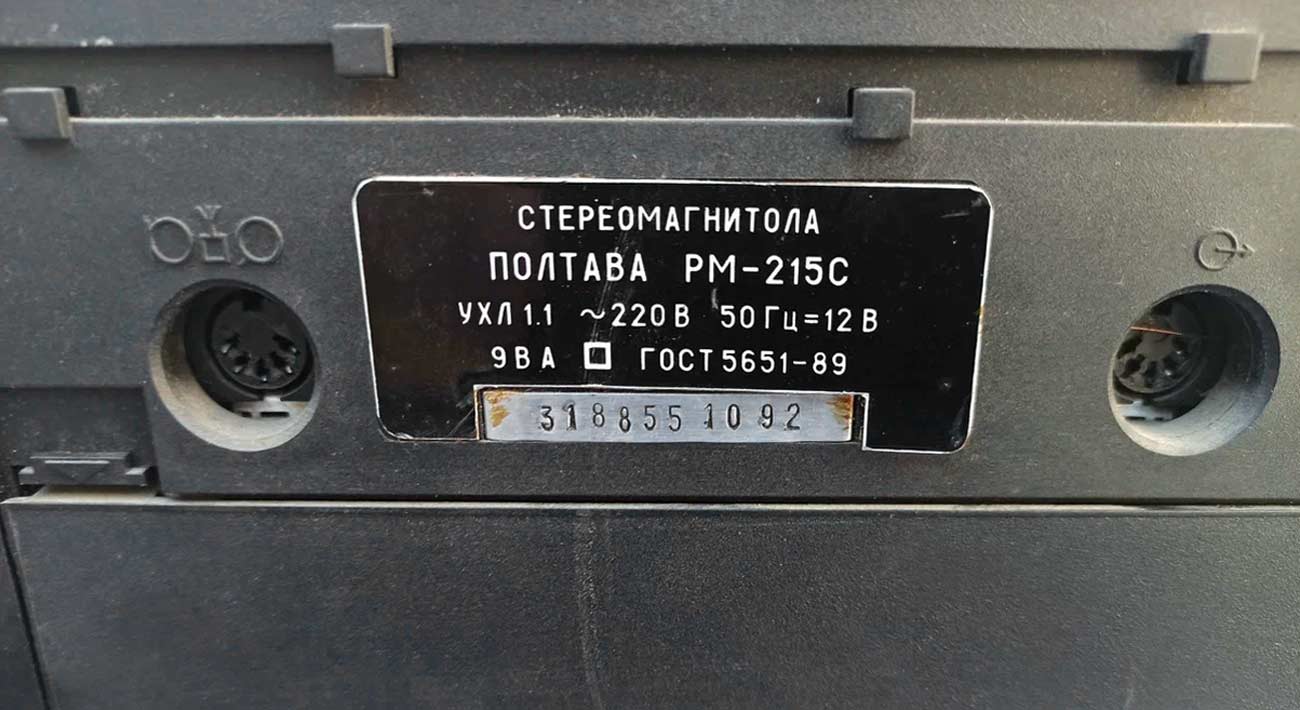 СТЕРЕОМАГНИТОЛА
ПОЛТАВА РМ-215С
УХЛ 1.1 ~220 В 50 Гц = 12 В
9 В А ГОСТ 5651-89
318855 1092